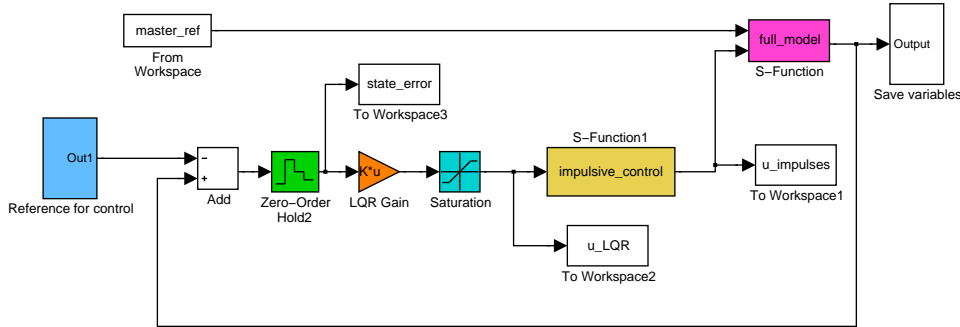 master_ref
From
Workspace
full_model
S−Function
Output
Save variables
state_error
To Workspace3
S−Function1
Out1
Reference for control
−
+
Add
Zero−Order
Hold2
K*u
LQR Gain
Saturation
impulsive_control
u_impulses
To Workspace1
u_LQR
To Workspace2